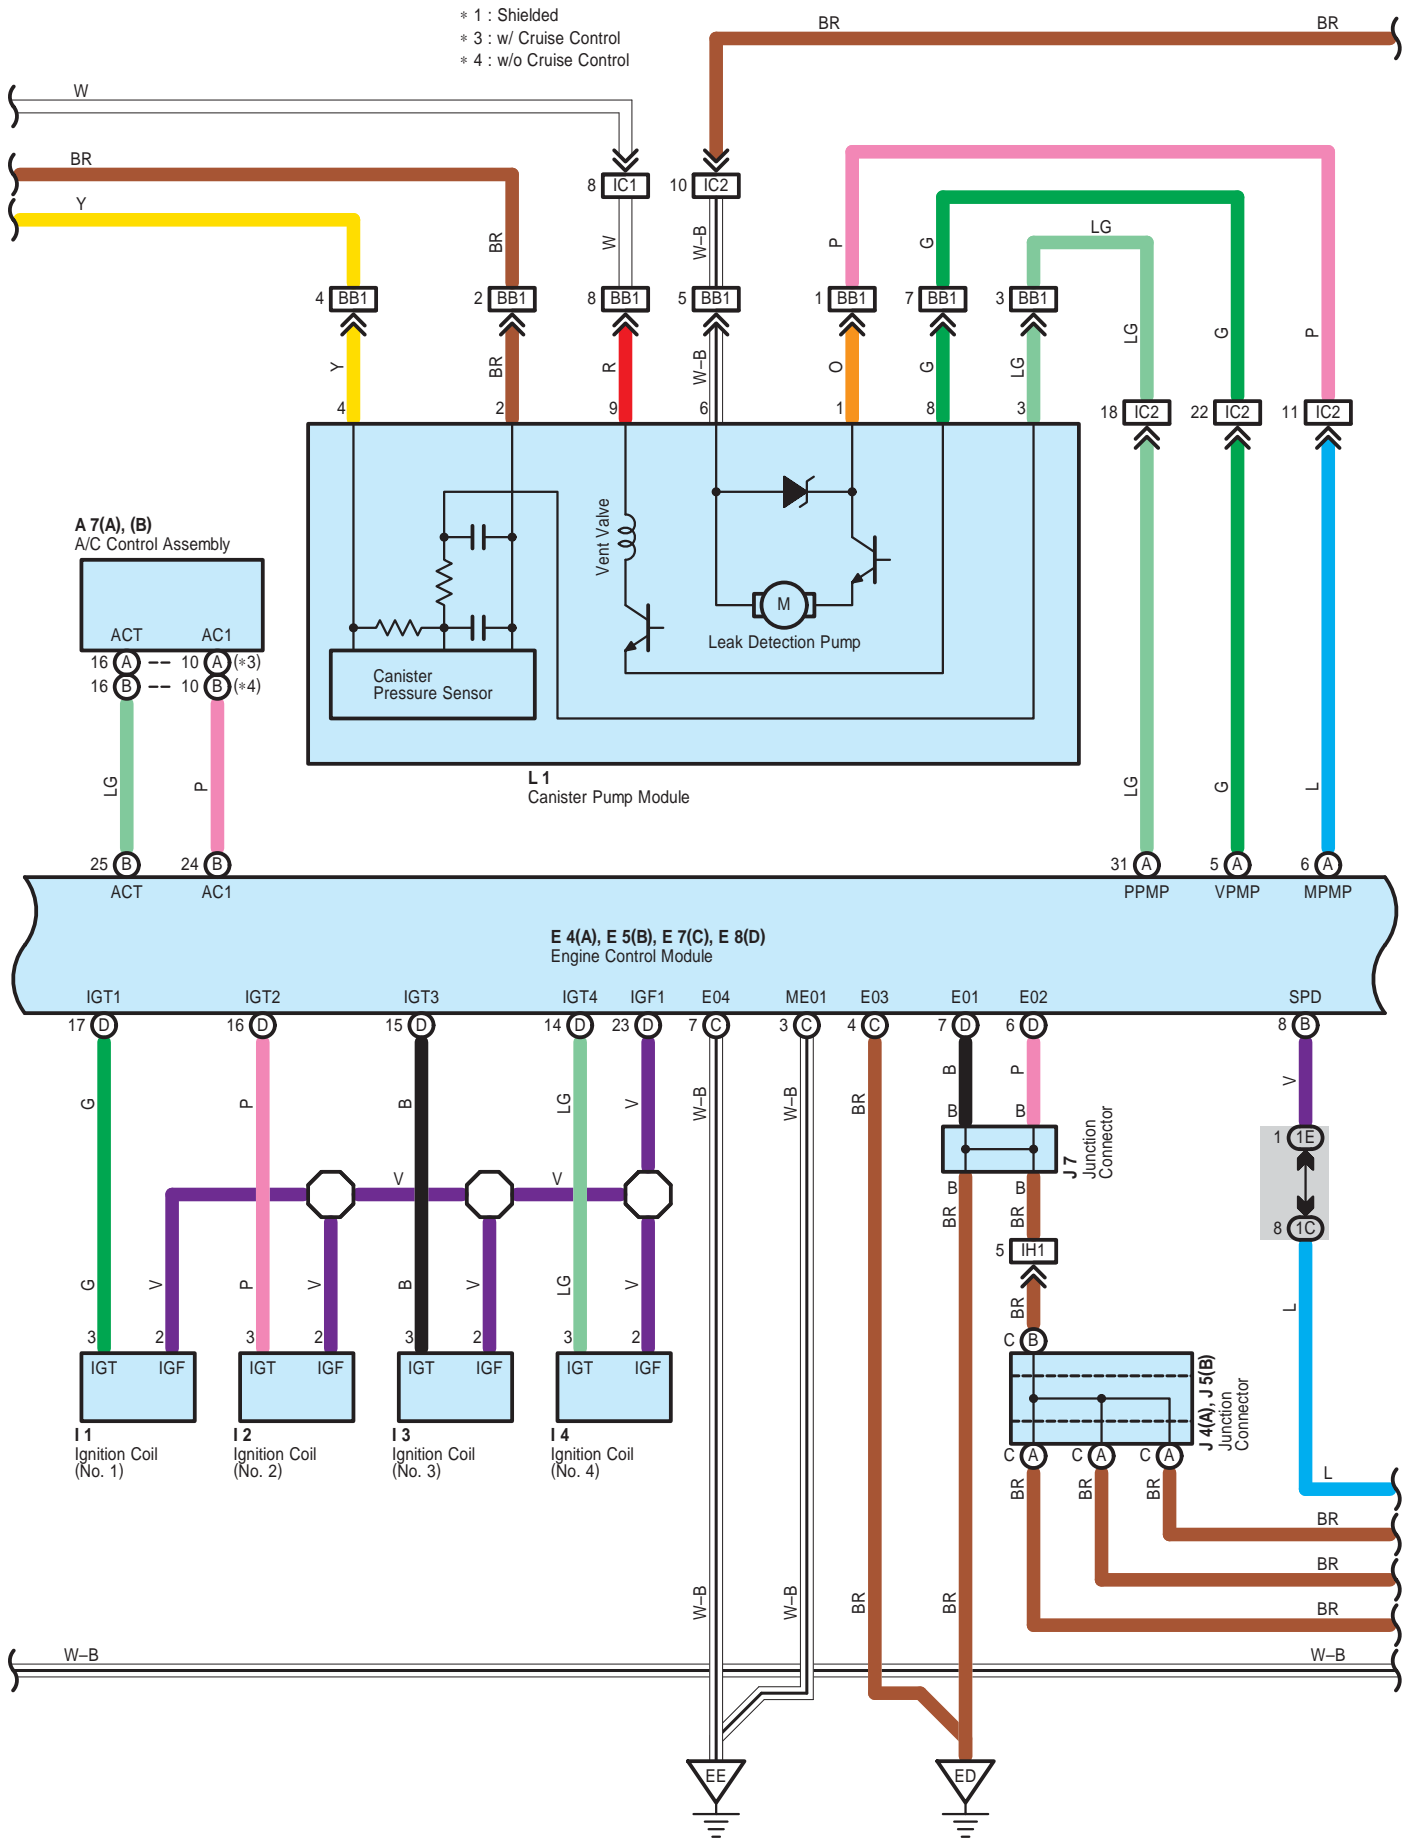 * 1 : Shielded
* 3 : w/ Cruise Control
* 4 : w/o Cruise Control
BR
BR
W
BR
Y
8 IC1
10 IC2
BR
W
W–B
P
G
LG
4 BB1
2 BB1
8 BB1
5 BB1
1 BB1
7 BB1
3 BB1
LG
G
P
Y
BR
R
W–B
O
G
LG
4
2
9
6
1
8
3
18 IC2
22 IC2
11 IC2
Vent Valve
M
Leak Detection Pump
Canister
Pressure Sensor
L 1
Canister Pump Module
A 7(A), (B)
A/C Control Assembly
ACT
AC1
16 A -- 10 A (*3)
16 B -- 10 B (*4)
LG
P
LG
G
L
25 B
24 B
31 A
5 A
6 A
ACT
AC1
PPMP
VPMP
MPMP
E 4(A), E 5(B), E 7(C), E 8(D)
Engine Control Module
IGT1
IGT2
IGT3
IGT4
IGF1
E04
ME01
E03
E01
E02
SPD
17 D
16 D
15 D
14 D
23 D
7 C
3 C
4 C
7 D
6 D
8 B
G
P
B
LG
V
W–B
W–B
BR
B
P
V
B
B
J 7
Junction
Connector
1 1E
V
V
B
B
BR
BR
8 1C
5 IH1
G
V
P
V
B
V
LG
V
BR
L
3
2
3
2
3
2
3
2
C B
IGT
IGF
IGT
IGF
IGT
IGF
IGT
IGF
J 4(A), J 5(B)
Junction
Connector
I 1
Ignition Coil
(No. 1)
I 2
Ignition Coil
(No. 2)
I 3
Ignition Coil
(No. 3)
I 4
Ignition Coil
(No. 4)
C A
C A
C A
BR
BR
BR
L
BR
BR
BR
W–B
W–B
BR
BR
W–B
W–B
EE
ED